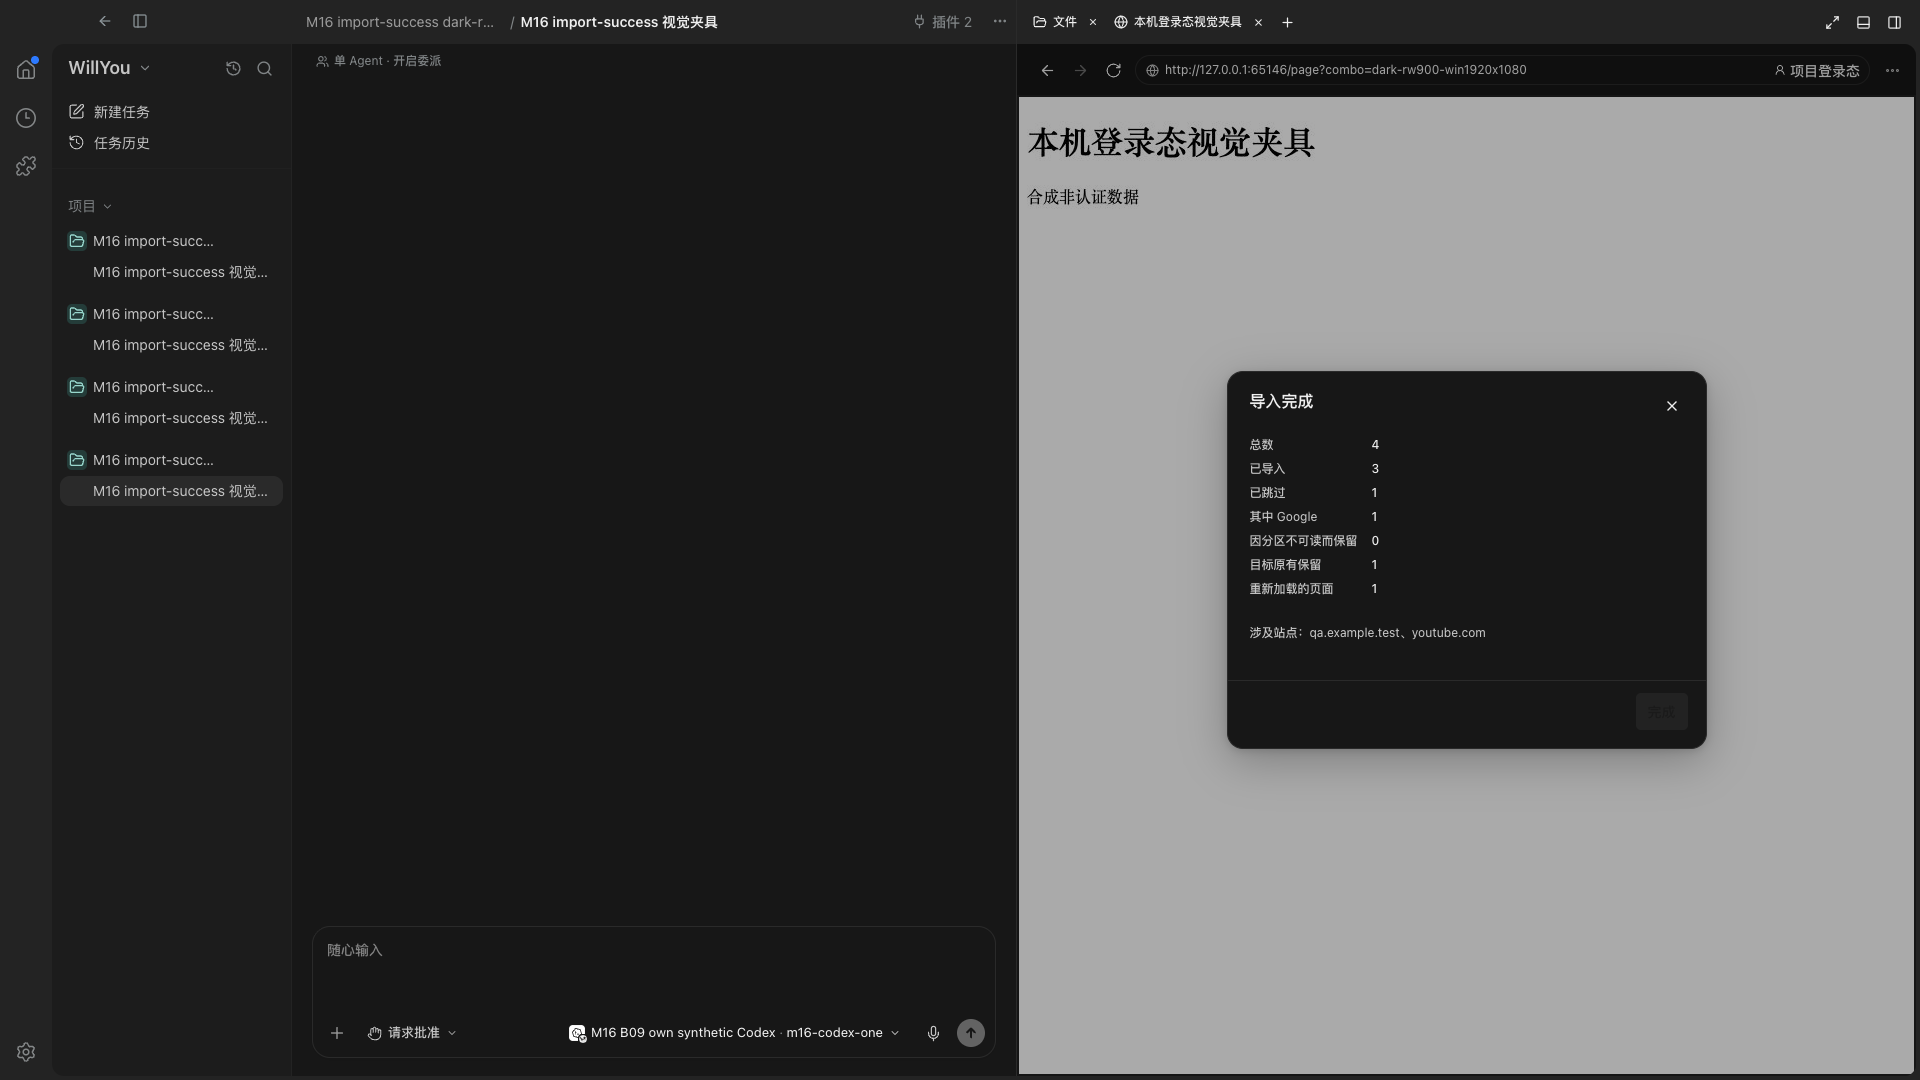 M16 import-success dark-r... / M16 import-success 视觉夹具
插件 2
文件
本机登录态视觉夹具
WillYou
单 Agent · 开启委派
http://127.0.0.1:65146/page?combo=dark-rw900-win1920x1080
项目登录态
新建任务
任务历史
项目
M16 import-succ...
M16 import-success 视觉...
M16 import-succ...
M16 import-success 视觉...
M16 import-succ...
M16 import-success 视觉...
M16 import-succ...
M16 import-success 视觉...
本机登录态视觉夹具
合成非认证数据
导入完成
总数 4
已导入 3
已跳过 1
其中 Google 1
因分区不可读而保留 0
目标原有保留 1
重新加载的页面 1
涉及站点：qa.example.test、youtube.com
完成
随心输入
请求批准
M16 B09 own synthetic Codex · m16-codex-one